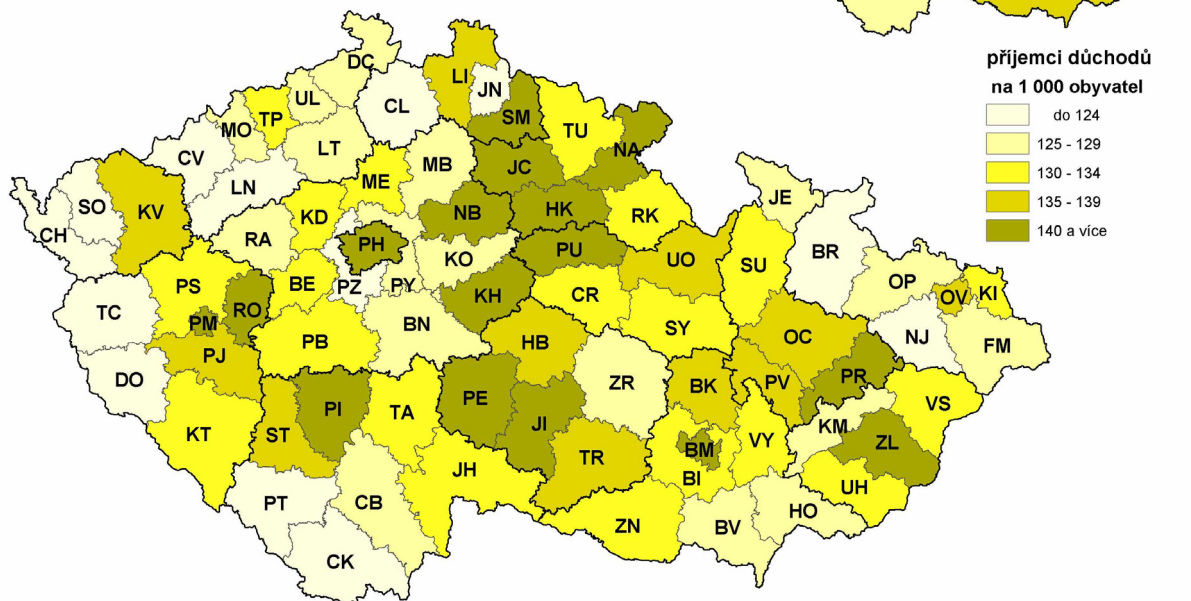 příjemci důchodů
na 1 000 obyvatel
do 124
125 - 129
130 - 134
135 - 139
140 a více
DC
LI
JN
UL
CL
TP
MO
SM
TU
NA
LT
CV
MB
JC
LN
ME
SO
KV
KD
NB
HK
RK
JE
CH
RA
PH
KO
PU
UO
SU
BR
OP
PS
BE
PZ
PY
KH
CR
OV
KI
TC
RO
PM
BN
SY
PB
HB
OC
NJ
FM
PJ
DO
ZR
BK
PV
PR
PE
VS
PI
TA
JI
KT
ST
KM
VY
ZL
BM
TR
JH
BI
UH
PT
CB
HO
ZN
BV
CK